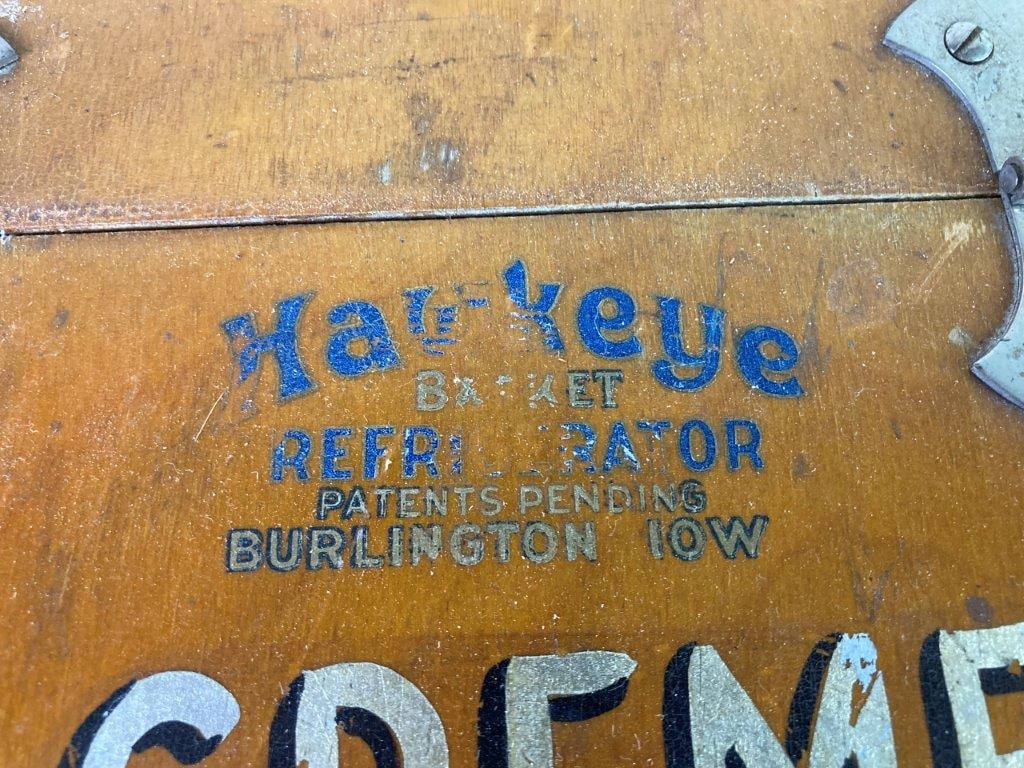 Hawkeye
BASKET
REFRIGERATOR
PATENTS PENDING
BURLINGTON IOW